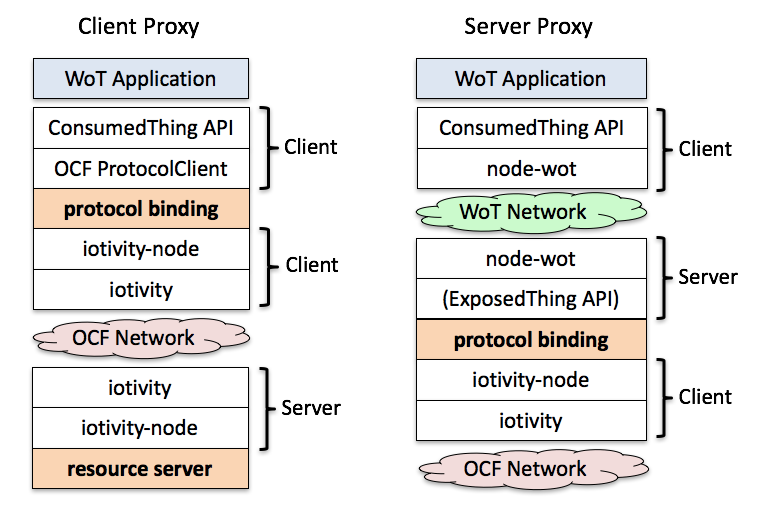 Client Proxy
WoT Application
ConsumedThing API
OCF ProtocolClient
Client
protocol binding
iotivity-node
iotivity
Client
OCF Network
iotivity
iotivity-node
Server
resource server
Server Proxy
WoT Application
ConsumedThing API
node-wot
Client
WoT Network
node-wot
(ExposedThing API)
Server
protocol binding
iotivity-node
iotivity
Client
OCF Network